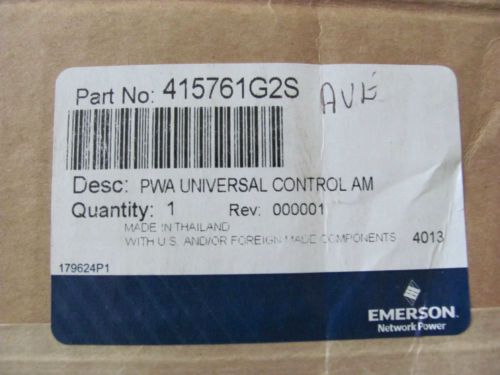 Part No: 415761G2S AVE
Desc: PWA UNIVERSAL CONTROL AM
Quantity: 1 Rev: 000001
MADE IN THAILAND
WITH U.S. AND/OR FOREIGN MADE COMPONENTS 4013
179624P1
EMERSON
Network Power